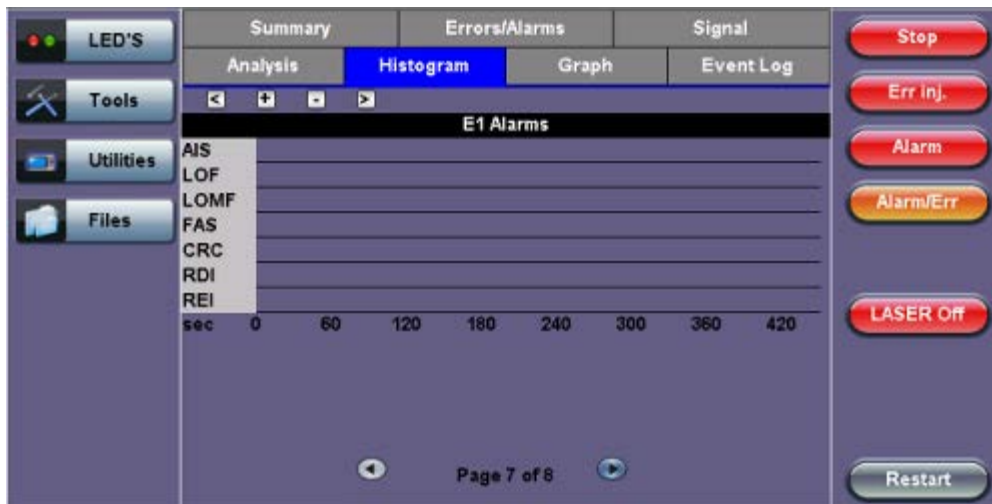 LED'S
Tools
Utilities
Files
Summary Errors/Alarms Signal
Analysis Histogram Graph Event Log
< + - >
E1 Alarms
AIS
LOF
LOMF
FAS
CRC
RDI
REI
sec 0 60 120 180 240 300 360 420
Page 7 of 8
Stop
Err Inj.
Alarm
Alarm/Err
LASER Off
Restart